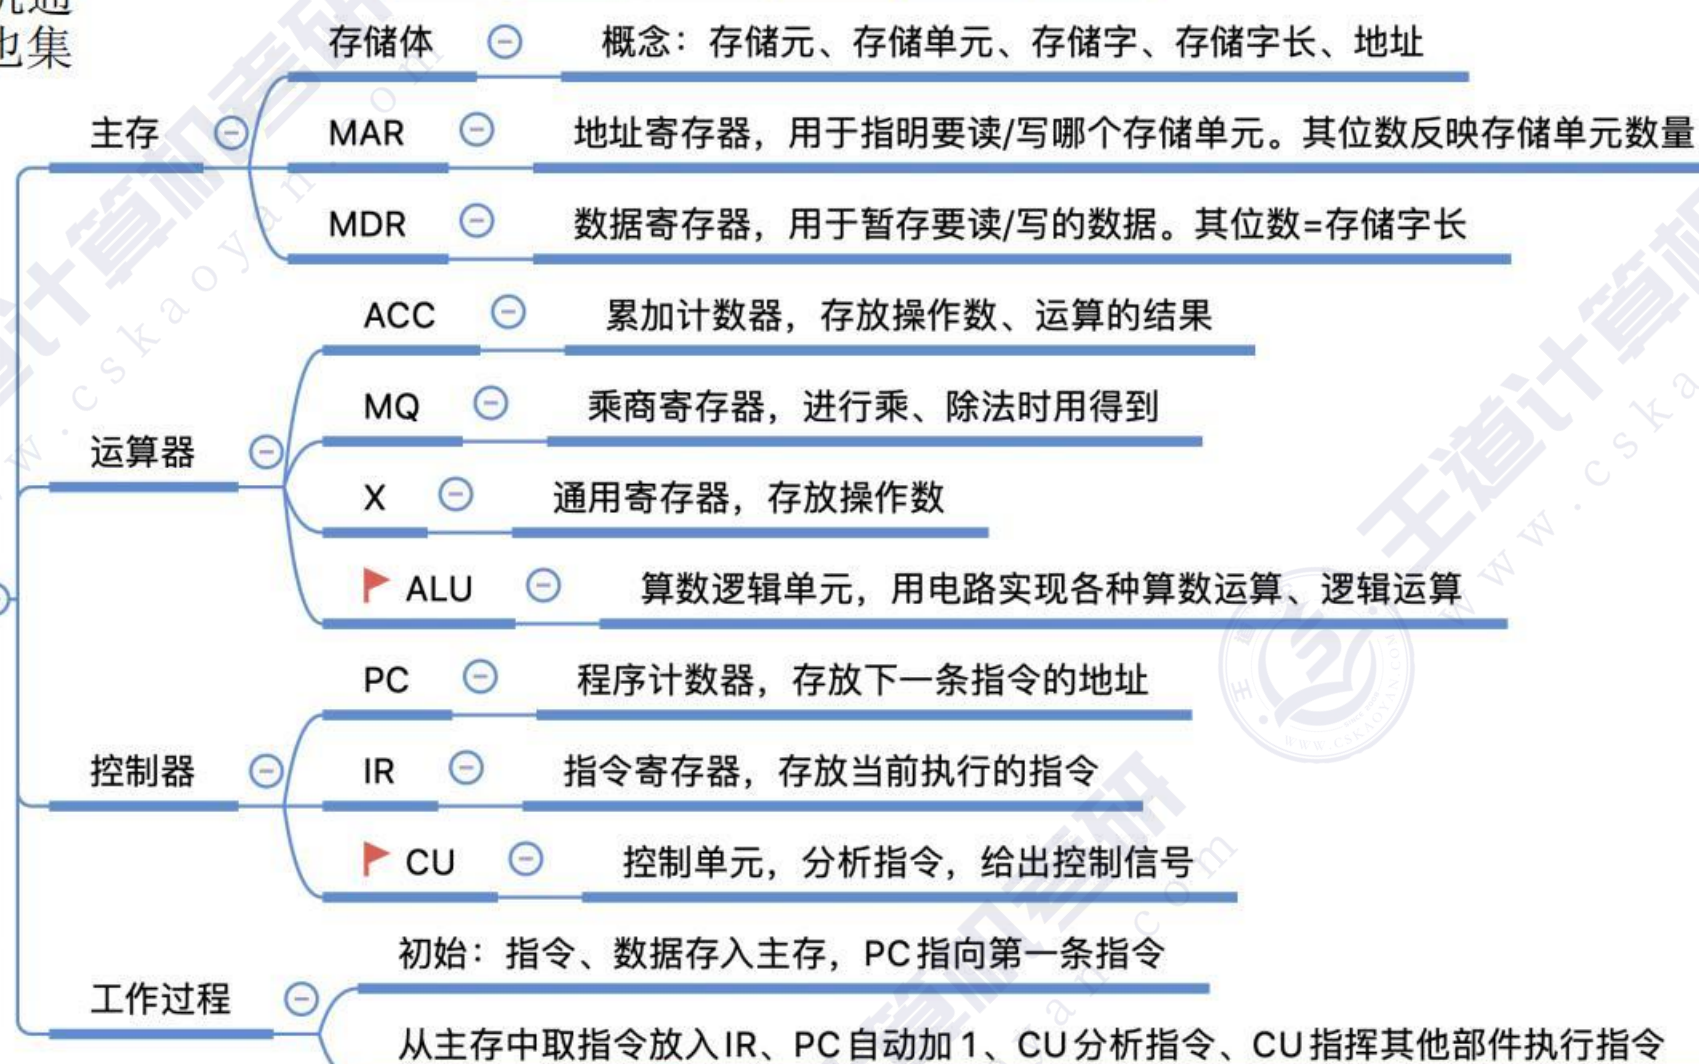 也集
存储体 概念：存储元、存储单元、存储字、存储字长、地址
主存
MAR 地址寄存器，用于指明要读/写哪个存储单元。其位数反映存储单元数量
MDR 数据寄存器，用于暂存要读/写的数据。其位数=存储字长
ACC 累加计数器，存放操作数、运算的结果
MQ 乘商寄存器，进行乘、除法时用得到
运算器
X 通用寄存器，存放操作数
ALU 算数逻辑单元，用电路实现各种算数运算、逻辑运算
PC 程序计数器，存放下一条指令的地址
控制器
IR 指令寄存器，存放当前执行的指令
CU 控制单元，分析指令，给出控制信号
初始：指令、数据存入主存，PC指向第一条指令
工作过程
从主存中取指令放入IR、PC自动加1、CU分析指令、CU指挥其他部件执行指令
王道计算机
www.cska
WWW.CSKAOYAN.COM